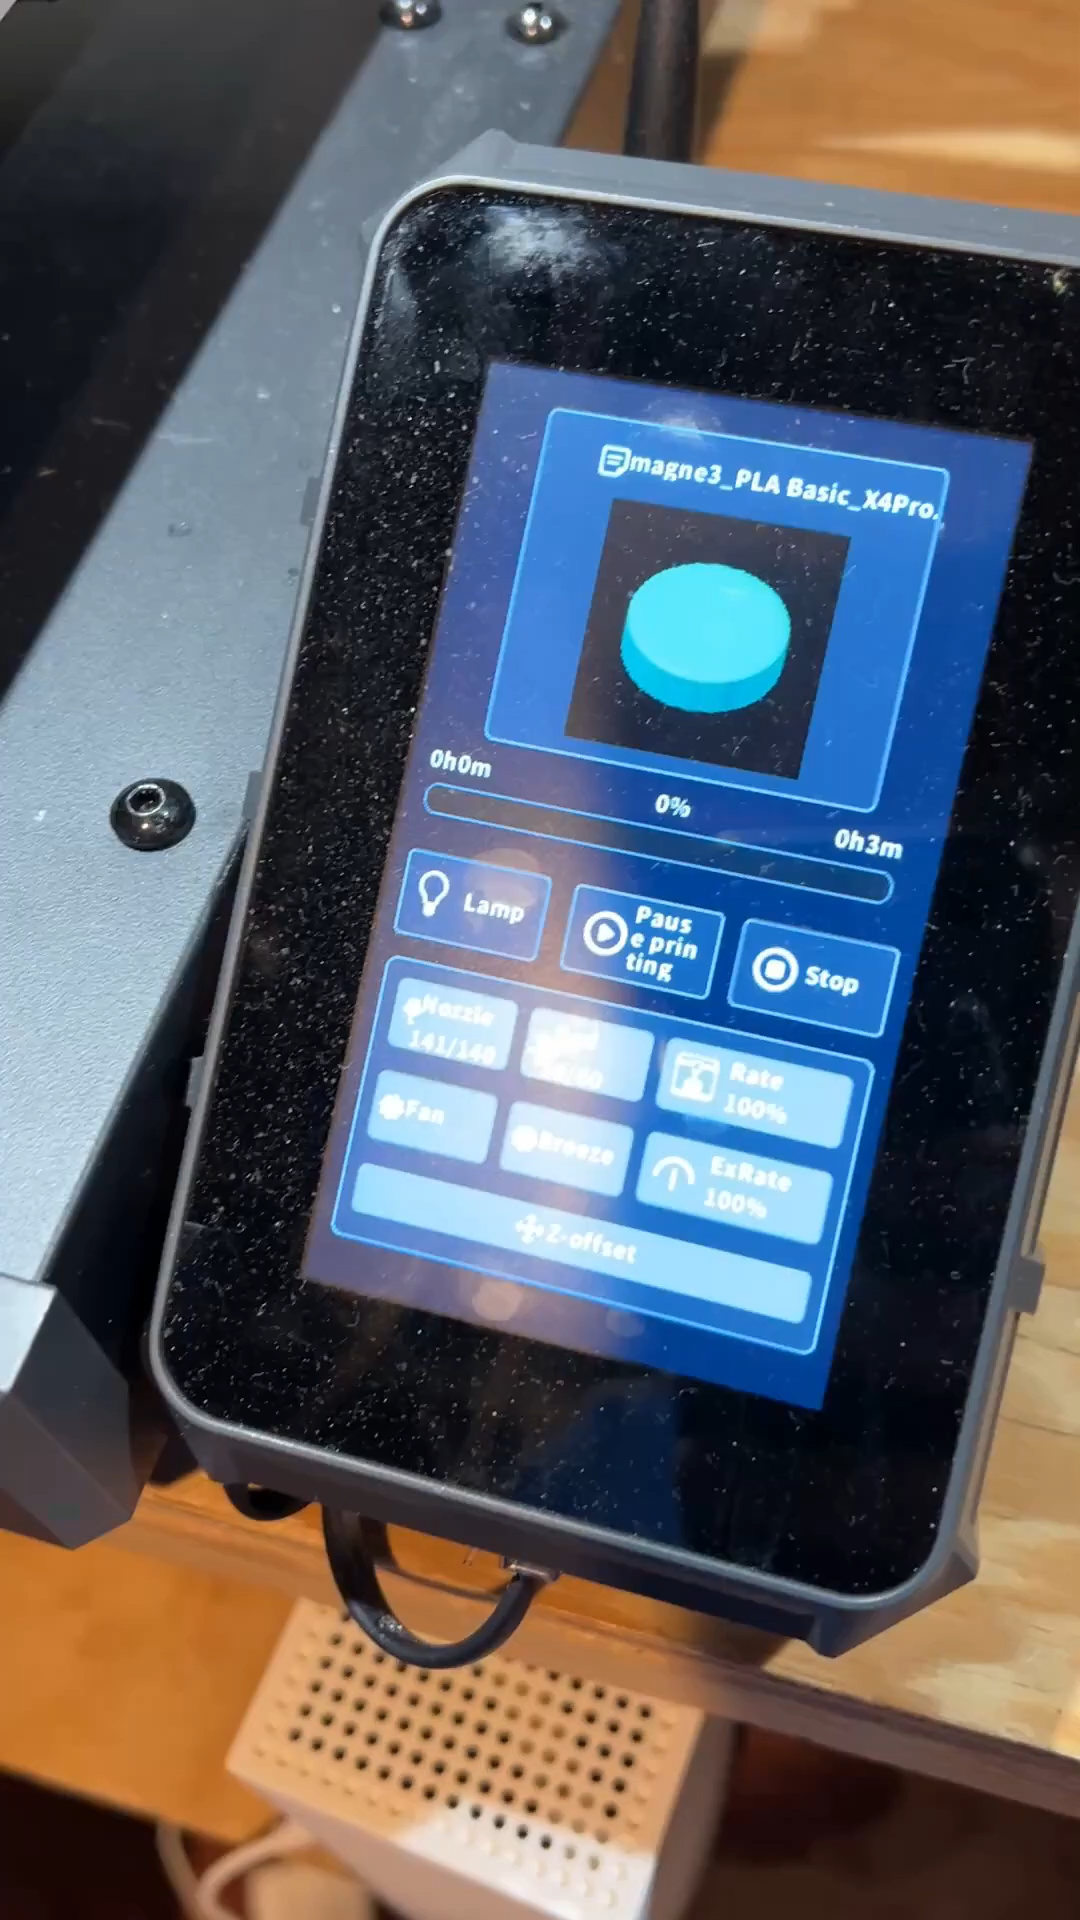 magne3_PLA Basic_X4Pro.
0h0m
0%
0h3m
Lamp
Paus
e prin
ting
Stop
Nozzle
141/140
/60
Rate
100%
Fan
Breeze
ExRate
100%
Z-offset